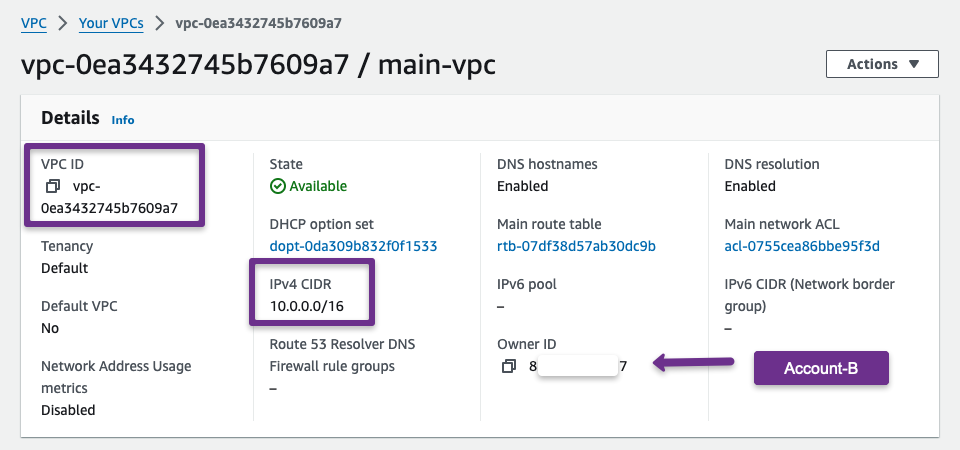 VPC > Your VPCs > vpc-0ea3432745b7609a7
vpc-0ea3432745b7609a7 / main-vpc
Actions ▼
Details Info
VPC ID
vpc-
0ea3432745b7609a7
Tenancy
Default
Default VPC
No
Network Address Usage
metrics
Disabled
State
Available
DHCP option set
dopt-0da309b832f0f1533
IPv4 CIDR
10.0.0.0/16
Route 53 Resolver DNS
Firewall rule groups
–
DNS hostnames
Enabled
Main route table
rtb-07df38d57ab30dc9b
IPv6 pool
–
Owner ID
8 7
DNS resolution
Enabled
Main network ACL
acl-0755cea86bbe95f3d
IPv6 CIDR (Network border
group)
–
Account-B